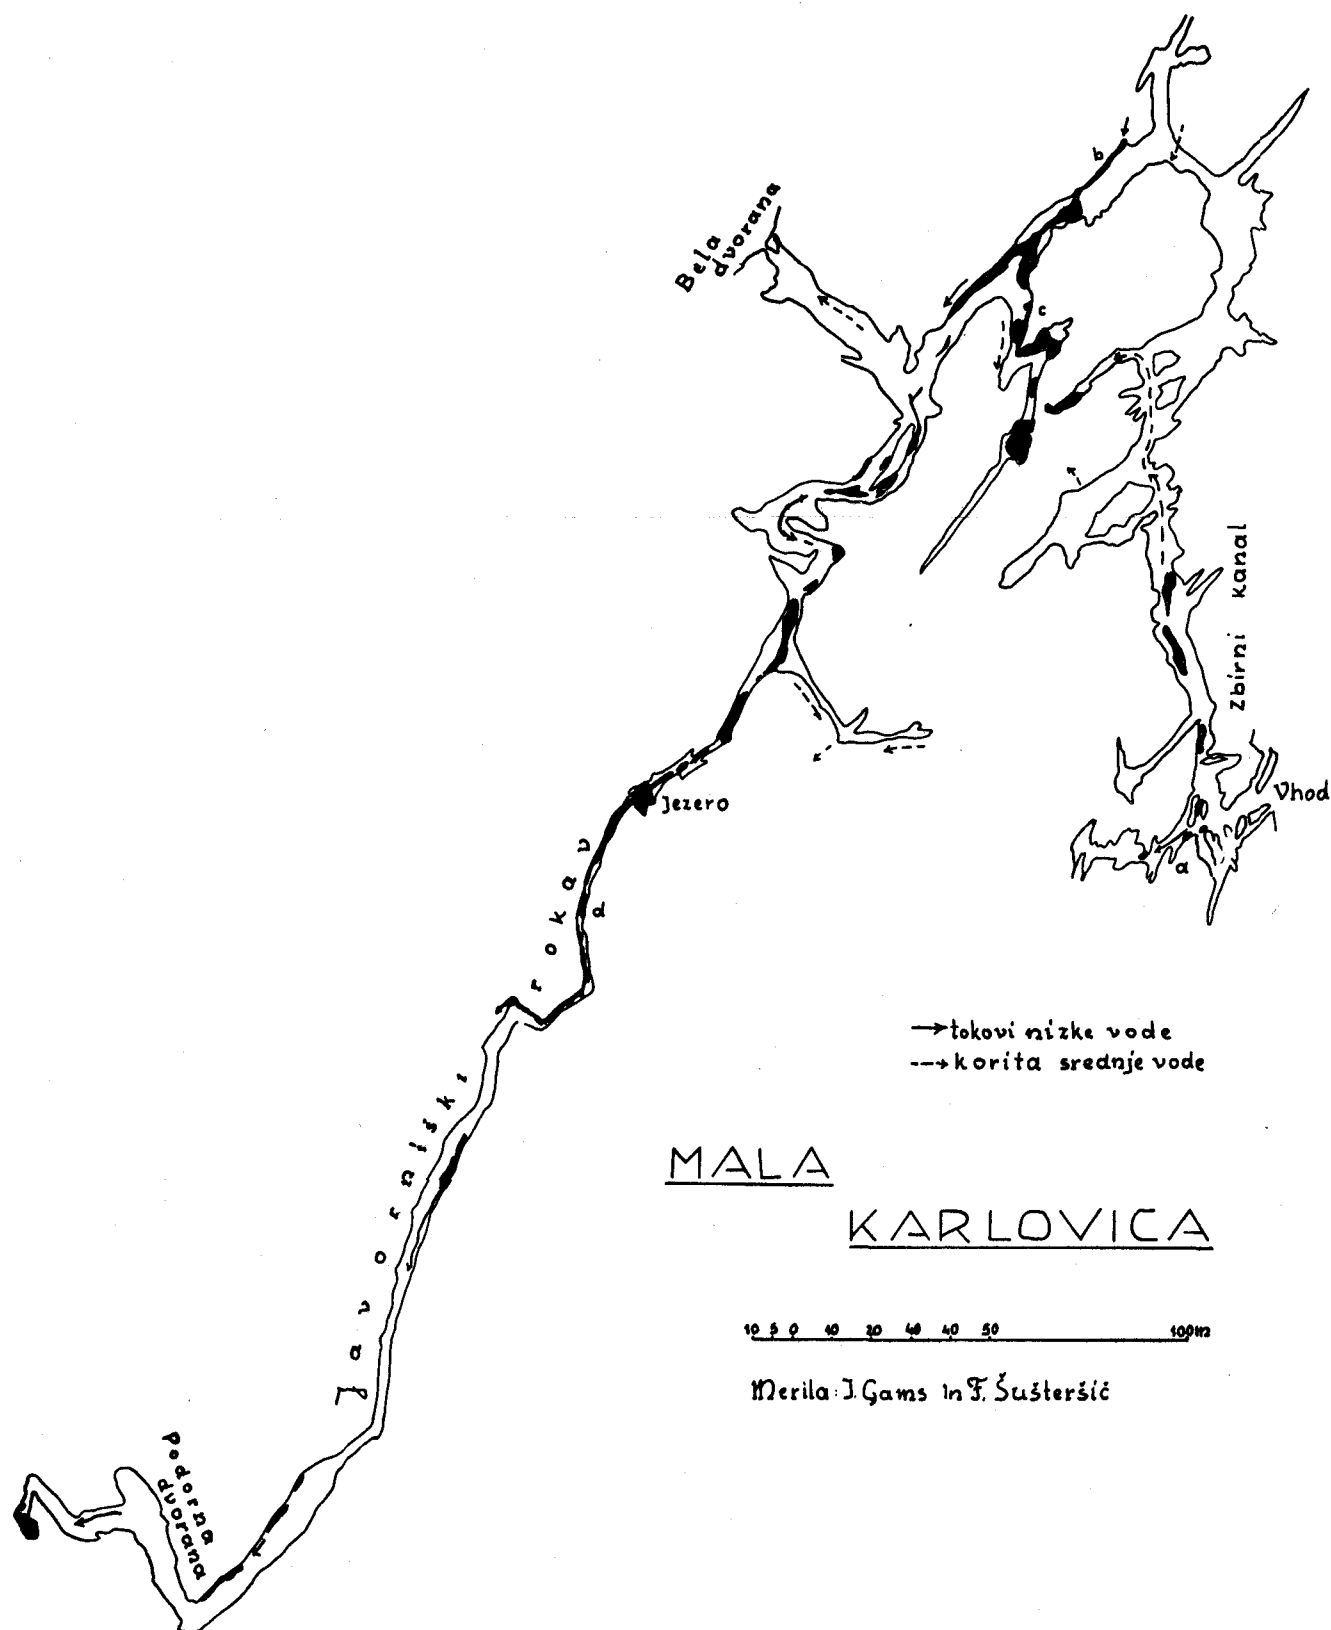 b
Bela
dvorana
c
Zbirni kanal
Jezero
Vhod
a
d
Javorniški rokav
tokovi nizke vode
korita srednje vode
MALA
KARLOVICA
10 5 0 10 20 40 40 50 100m
Merila: J. Gams in F. Šušteršič
Podorna
dvorana